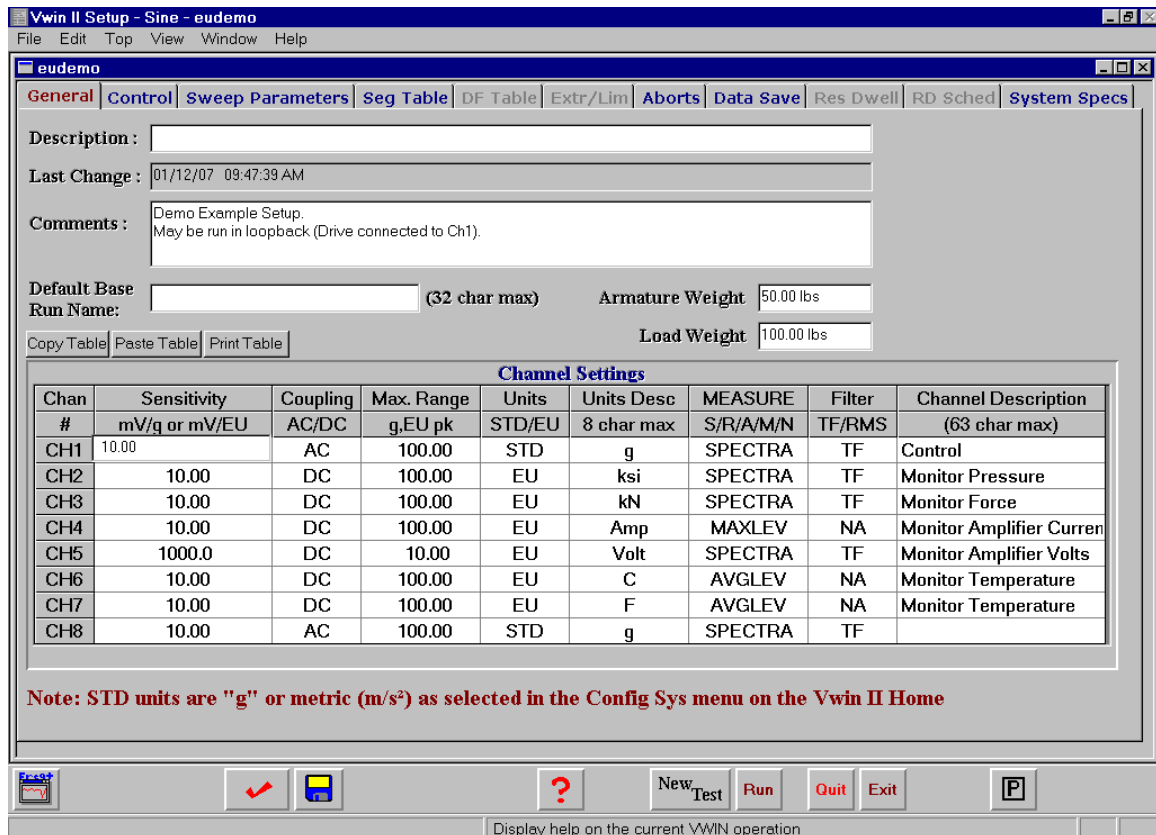 Vwin II Setup - Sine - eudemo
File Edit Top View Window Help
eudemo
General Control Sweep Parameters Seg Table DF Table Extr/Lim Aborts Data Save Res Dwell RD Sched System Specs
Description :
Last Change : 01/12/07 09:47:39 AM
Comments : Demo Example Setup.
May be run in loopback (Drive connected to Ch1).
Default Base
Run Name: (32 char max) Armature Weight 50.00 lbs
Load Weight 100.00 lbs
Copy Table Paste Table Print Table
Channel Settings
Chan Sensitivity Coupling Max. Range Units Units Desc MEASURE Filter Channel Description
# mV/g or mV/EU AC/DC g,EU pk STD/EU 8 char max S/R/A/M/N TF/RMS (63 char max)
CH1 10.00 AC 100.00 STD g SPECTRA TF Control
CH2 10.00 DC 100.00 EU ksi SPECTRA TF Monitor Pressure
CH3 10.00 DC 100.00 EU kN SPECTRA TF Monitor Force
CH4 10.00 DC 100.00 EU Amp MAXLEV NA Monitor Amplifier Curren
CH5 1000.0 DC 10.00 EU Volt SPECTRA TF Monitor Amplifier Volts
CH6 10.00 DC 100.00 EU C AVGLEV NA Monitor Temperature
CH7 10.00 DC 100.00 EU F AVGLEV NA Monitor Temperature
CH8 10.00 AC 100.00 STD g SPECTRA TF
Note: STD units are "g" or metric (m/s²) as selected in the Config Sys menu on the Vwin II Home
? New Test Run Quit Exit P
Display help on the current VWIN operation